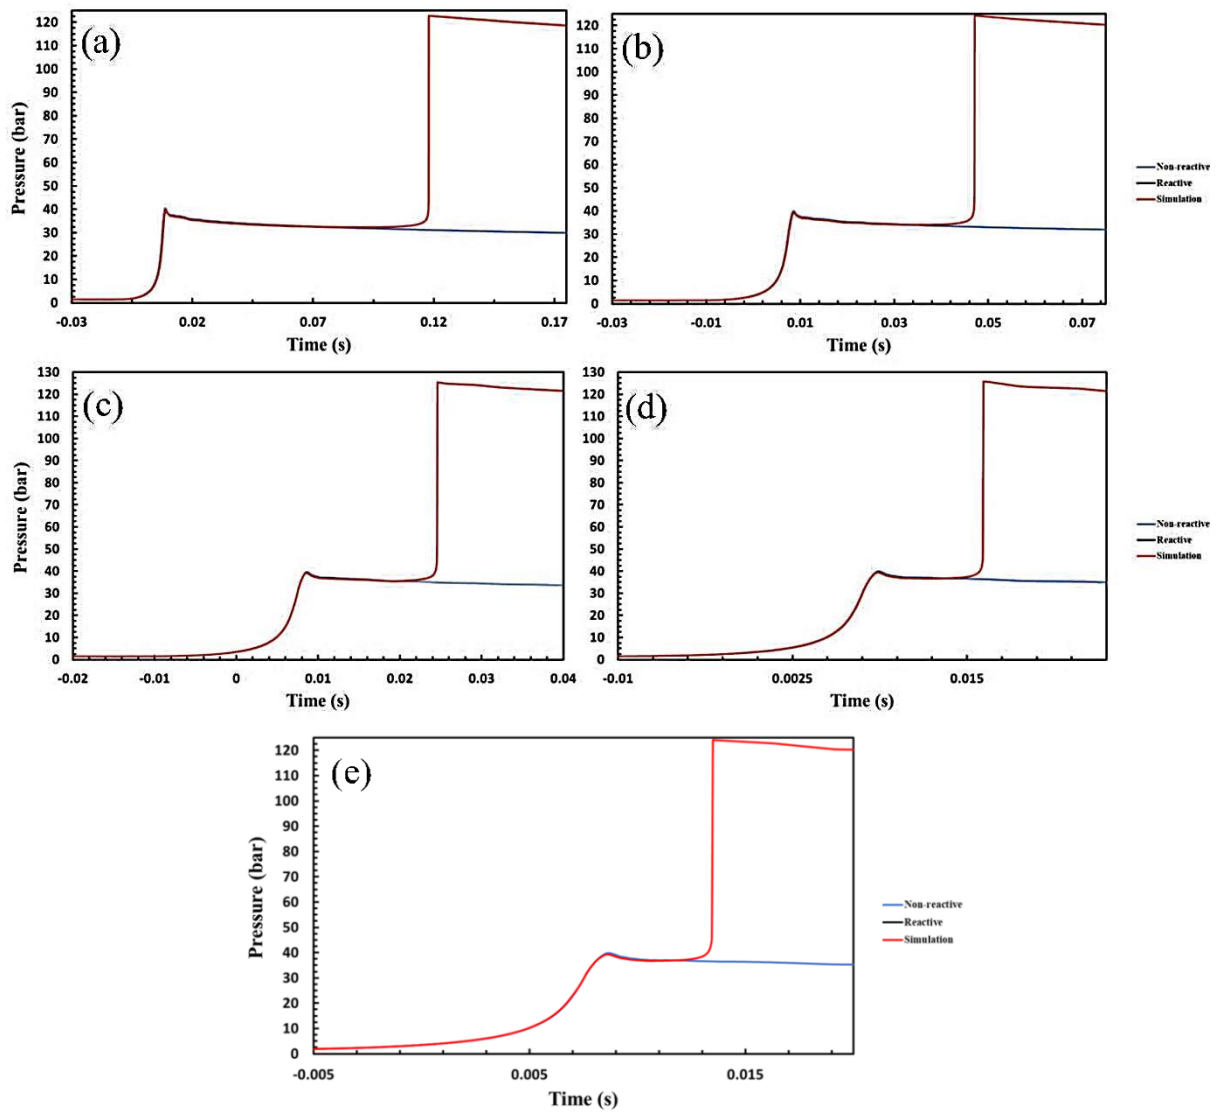 (a)
Pressure (bar)
120
110
100
90
80
70
60
50
40
30
20
10
0
-0.03 0.02 0.07 0.12 0.17
Time (s)
(b)
120
110
100
90
80
70
60
50
40
30
20
10
0
-0.03 -0.01 0.01 0.03 0.05 0.07
Time (s)
Non-reactive
Reactive
Simulation
(c)
Pressure (bar)
130
120
110
100
90
80
70
60
50
40
30
20
10
0
-0.02 -0.01 0 0.01 0.02 0.03 0.04
Time (s)
(d)
130
120
110
100
90
80
70
60
50
40
30
20
10
0
-0.01 0.0025 0.015
Time (s)
Non-reactive
Reactive
Simulation
(e)
Pressure (bar)
120
110
100
90
80
70
60
50
40
30
20
10
0
-0.005 0.005 0.015
Time (s)
Non-reactive
Reactive
Simulation